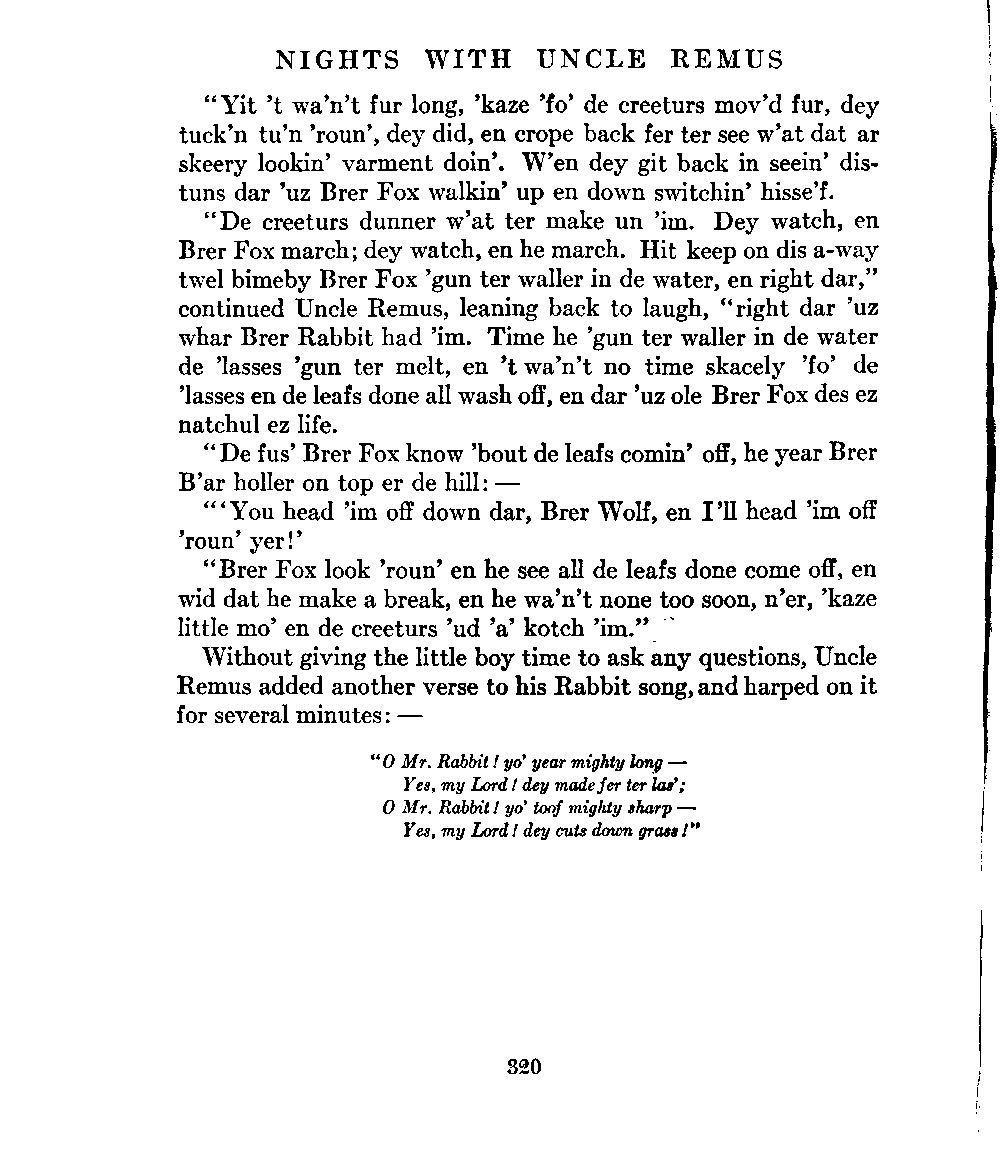 NIGHTS WITH UNCLE REMUS
"Yit 't wa'n't fur long, 'kaze 'fo' de creeturs mov'd fur, dey
tuck'n tu'n 'roun', dey did, en crope back fer ter see w'at dat ar
skeery lookin' varment doin'. W'en dey git back in seein' dis-
tuns dar 'uz Brer Fox walkin' up en down switchin' hisse'f.
"De creeturs dunner w'at ter make un 'im. Dey watch, en
Brer Fox march; dey watch, en he march. Hit keep on dis a-way
twel bimeby Brer Fox 'gun ter waller in de water, en right dar,"
continued Uncle Remus, leaning back to laugh, "right dar 'uz
whar Brer Rabbit had 'im. Time he 'gun ter waller in de water
de 'lasses 'gun ter melt, en 't wa'n't no time skacely 'fo' de
'lasses en de leafs done all wash off, en dar 'uz ole Brer Fox des ez
natchul ez life.
"De fus' Brer Fox know 'bout de leafs comin' off, he year Brer
B'ar holler on top er de hill: —
"'You head 'im off down dar, Brer Wolf, en I'll head 'im off
'roun' yer!'
"Brer Fox look 'roun' en he see all de leafs done come off, en
wid dat he make a break, en he wa'n't none too soon, n'er, 'kaze
little mo' en de creeturs 'ud 'a' kotch 'im."
Without giving the little boy time to ask any questions, Uncle
Remus added another verse to his Rabbit song, and harped on it
for several minutes: —
"O Mr. Rabbit! yo' year mighty long —
Yes, my Lord! dey made fer ter las';
O Mr. Rabbit! yo' toof mighty sharp —
Yes, my Lord! dey cuts down grass!"
320